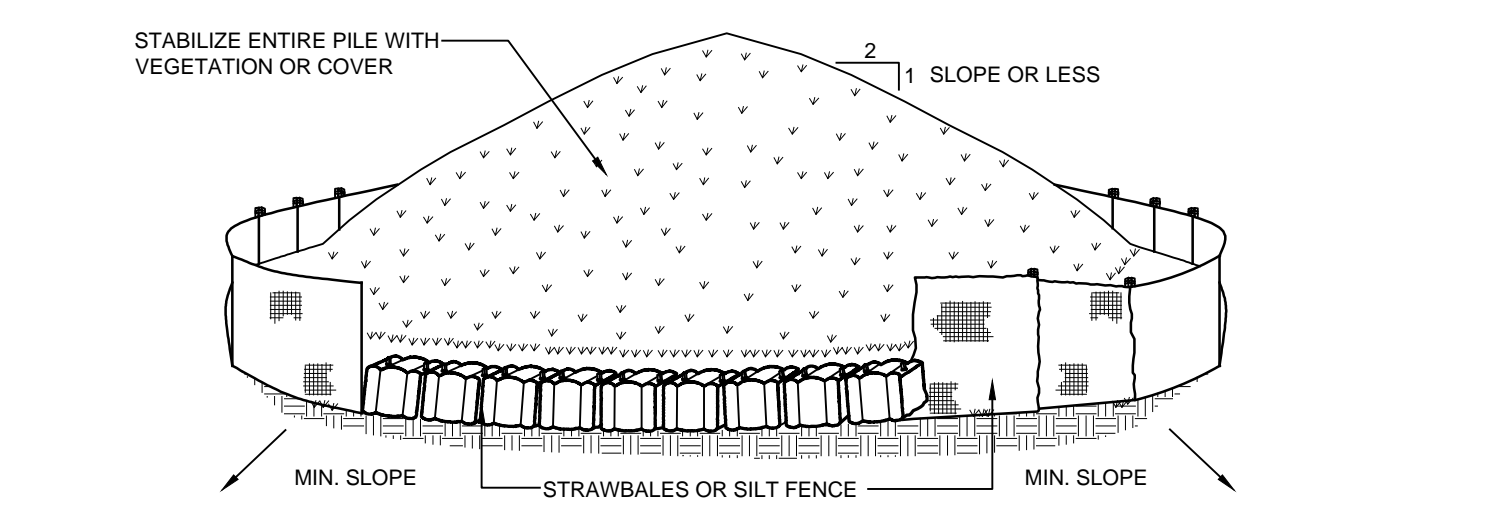 STABILIZE ENTIRE PILE WITH
VEGETATION OR COVER
2
1 SLOPE OR LESS
MIN. SLOPE
STRAWBALES OR SILT FENCE
MIN. SLOPE